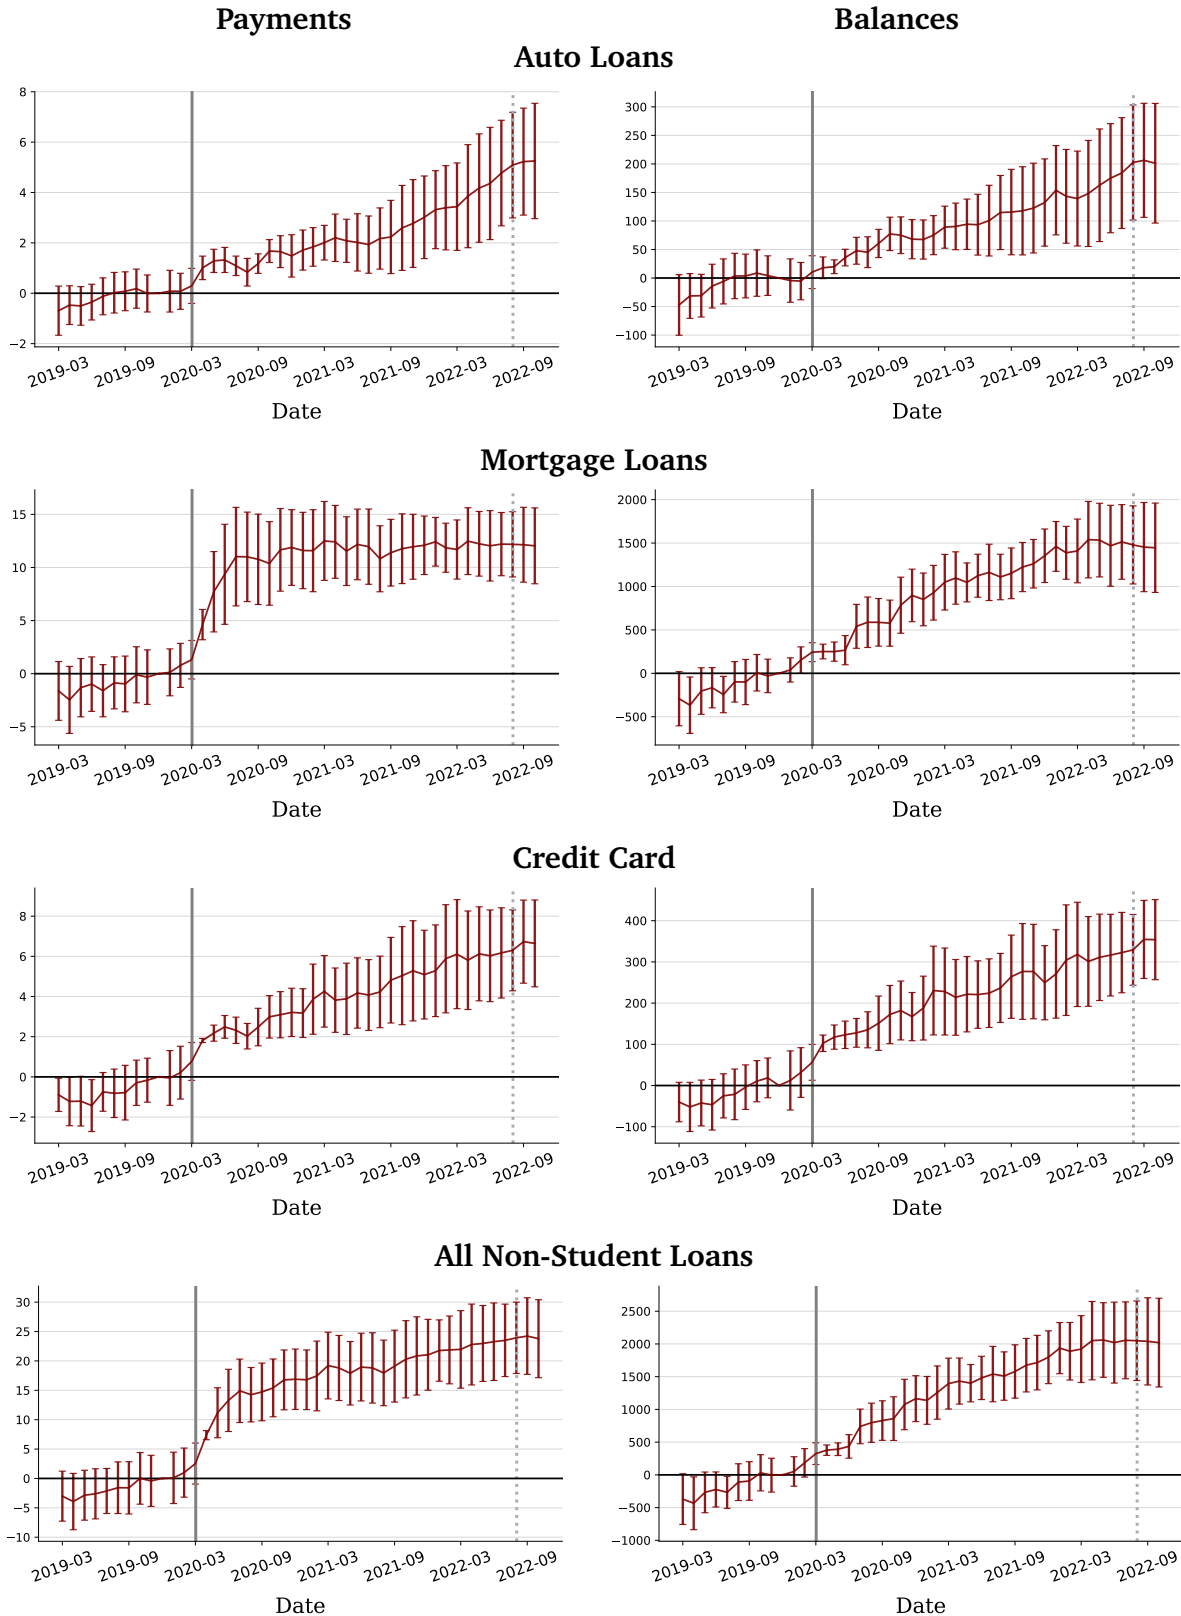 Payments Balances
Auto Loans
8
6
4
2
0
−2
2019-03 2019-09 2020-03 2020-09 2021-03 2021-09 2022-03 2022-09
Date
300
250
200
150
100
50
0
−50
−100
2019-03 2019-09 2020-03 2020-09 2021-03 2021-09 2022-03 2022-09
Date
Mortgage Loans
15
10
5
0
−5
2019-03 2019-09 2020-03 2020-09 2021-03 2021-09 2022-03 2022-09
Date
2000
1500
1000
500
0
−500
2019-03 2019-09 2020-03 2020-09 2021-03 2021-09 2022-03 2022-09
Date
Credit Card
8
6
4
2
0
−2
2019-03 2019-09 2020-03 2020-09 2021-03 2021-09 2022-03 2022-09
Date
400
300
200
100
0
−100
2019-03 2019-09 2020-03 2020-09 2021-03 2021-09 2022-03 2022-09
Date
All Non-Student Loans
30
25
20
15
10
5
0
−5
−10
2019-03 2019-09 2020-03 2020-09 2021-03 2021-09 2022-03 2022-09
Date
2500
2000
1500
1000
500
0
−500
−1000
2019-03 2019-09 2020-03 2020-09 2021-03 2021-09 2022-03 2022-09
Date